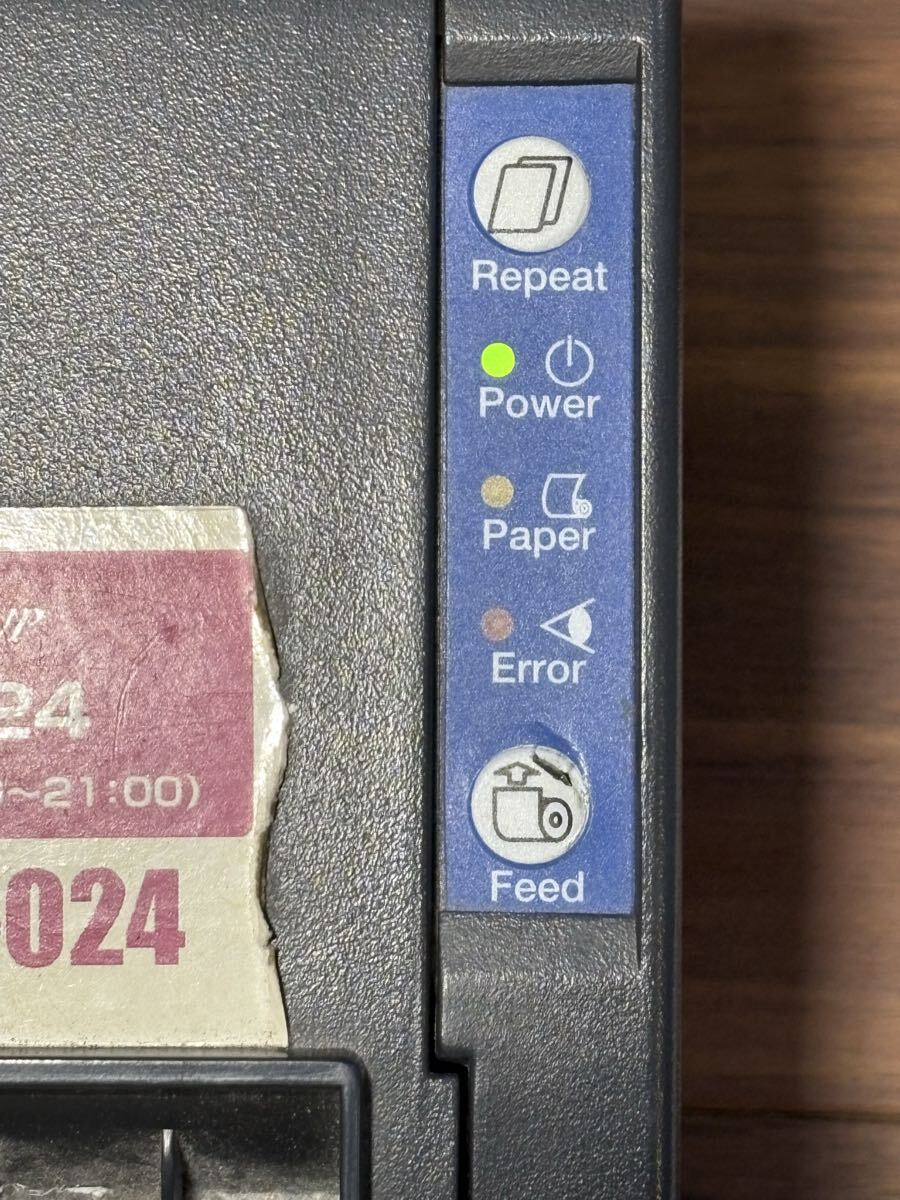 Repeat
Power
Paper
Error
Feed
24
~21:00)
024